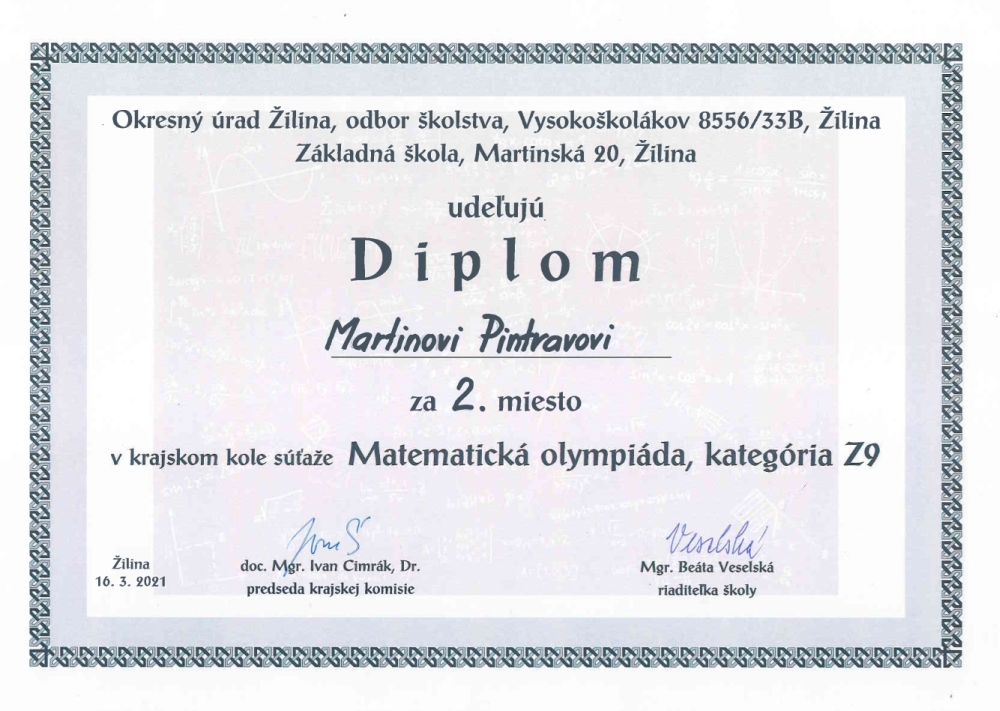 Okresný úrad Žilina, odbor školstva, Vysokoškolákov 8556/33B, Žilina
Základná škola, Martinská 20, Žilina
udeľujú
Diplom
Martinovi Pintravovi
za 2. miesto
v krajskom kole súťaže Matematická olympiáda, kategória Z9
Veselská
Žilina
16. 3. 2021
doc. Mgr. Ivan Cimrák, Dr.
predseda krajskej komisie
Mgr. Beáta Veselská
riaditeľka školy